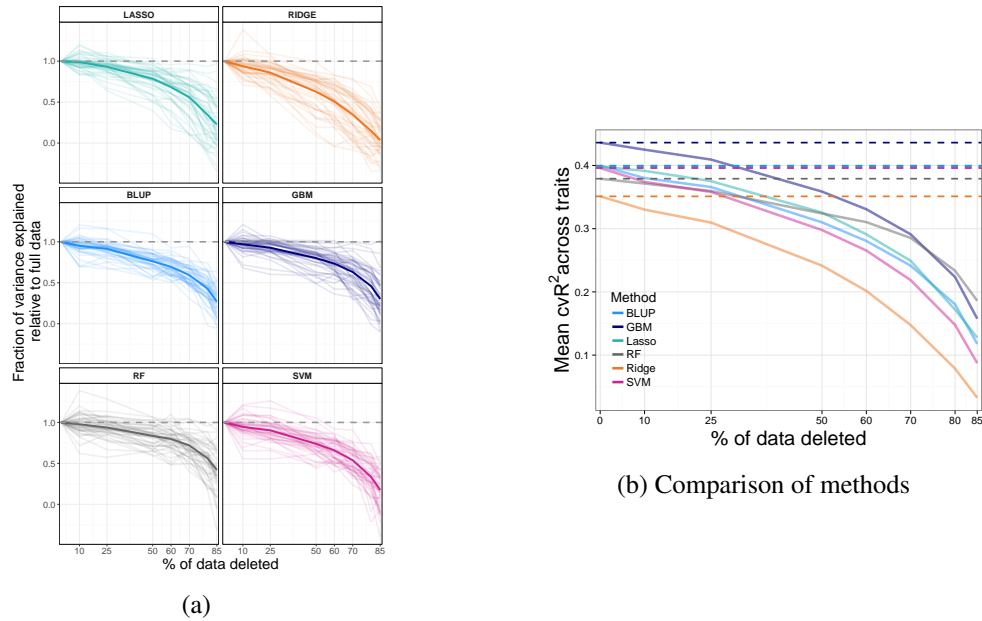 LASSO
RIDGE
1.0
0.5
0.0
BLUP
GBM
1.0
0.5
0.0
RF
SVM
1.0
0.5
0.0
Fraction of variance explained
relative to full data
10 25 50 60 70 85 10 25 50 60 70 85
% of data deleted
(a)
Mean cvR² across traits
0.4
0.3
0.2
0.1
Method
BLUP
GBM
Lasso
RF
Ridge
SVM
0 10 25 50 60 70 80 85
% of data deleted
(b) Comparison of methods